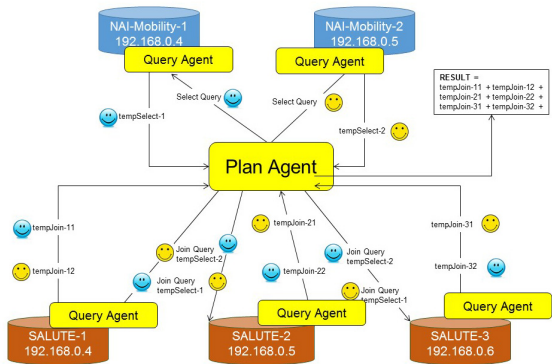 NAI-Mobility-1
192.168.0.4
NAI-Mobility-2
192.168.0.5
Query Agent
Query Agent
RESULT =
tempJoin-11 + tempJoin-12 +
tempJoin-21 + tempJoin-22 +
tempJoin-31 + tempJoin-32 +
Select Query
Select Query
tempSelect-1
tempSelect-2
Plan Agent
tempJoin-11
tempJoin-12
Join Query
tempSelect-2
Join Query
tempSelect-1
tempJoin-21
tempJoin-22
Join Query
tempSelect-2
Join Query
tempSelect-1
tempJoin-31
tempJoin-32
Query Agent
Query Agent
Query Agent
SALUTE-1
192.168.0.4
SALUTE-2
192.168.0.5
SALUTE-3
192.168.0.6